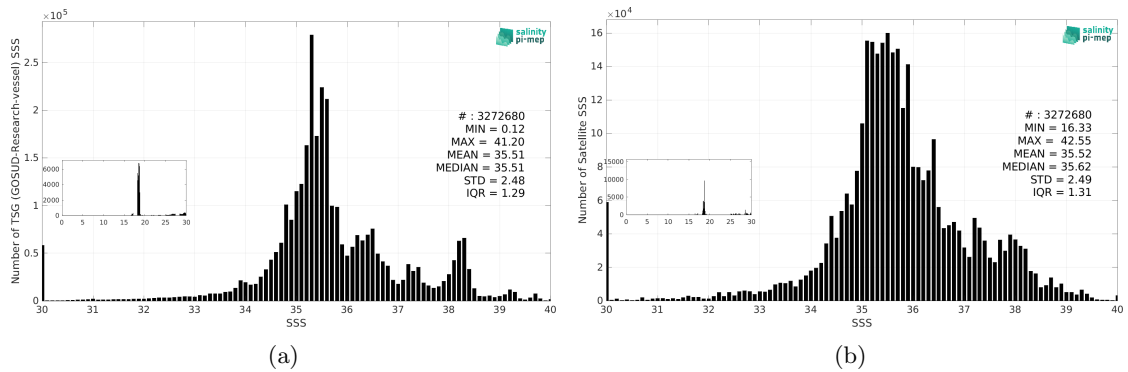 ×10^5
salinity
pi-mep
Number of TSG (GOSUD-Research-vessel) SSS
2.5
2
1.5
1
0.5
0
# : 3272680
MIN = 0.12
MAX = 41.20
MEAN = 35.51
MEDIAN = 35.51
STD = 2.48
IQR = 1.29
6000
4000
2000
0
0 5 10 15 20 25 30
30 31 32 33 34 35 36 37 38 39 40
SSS
(a)
×10^4
salinity
pi-mep
Number of Satellite SSS
16
14
12
10
8
6
4
2
0
# : 3272680
MIN = 16.33
MAX = 42.55
MEAN = 35.52
MEDIAN = 35.62
STD = 2.49
IQR = 1.31
15000
10000
5000
0
0 5 10 15 20 25 30
30 31 32 33 34 35 36 37 38 39 40
SSS
(b)